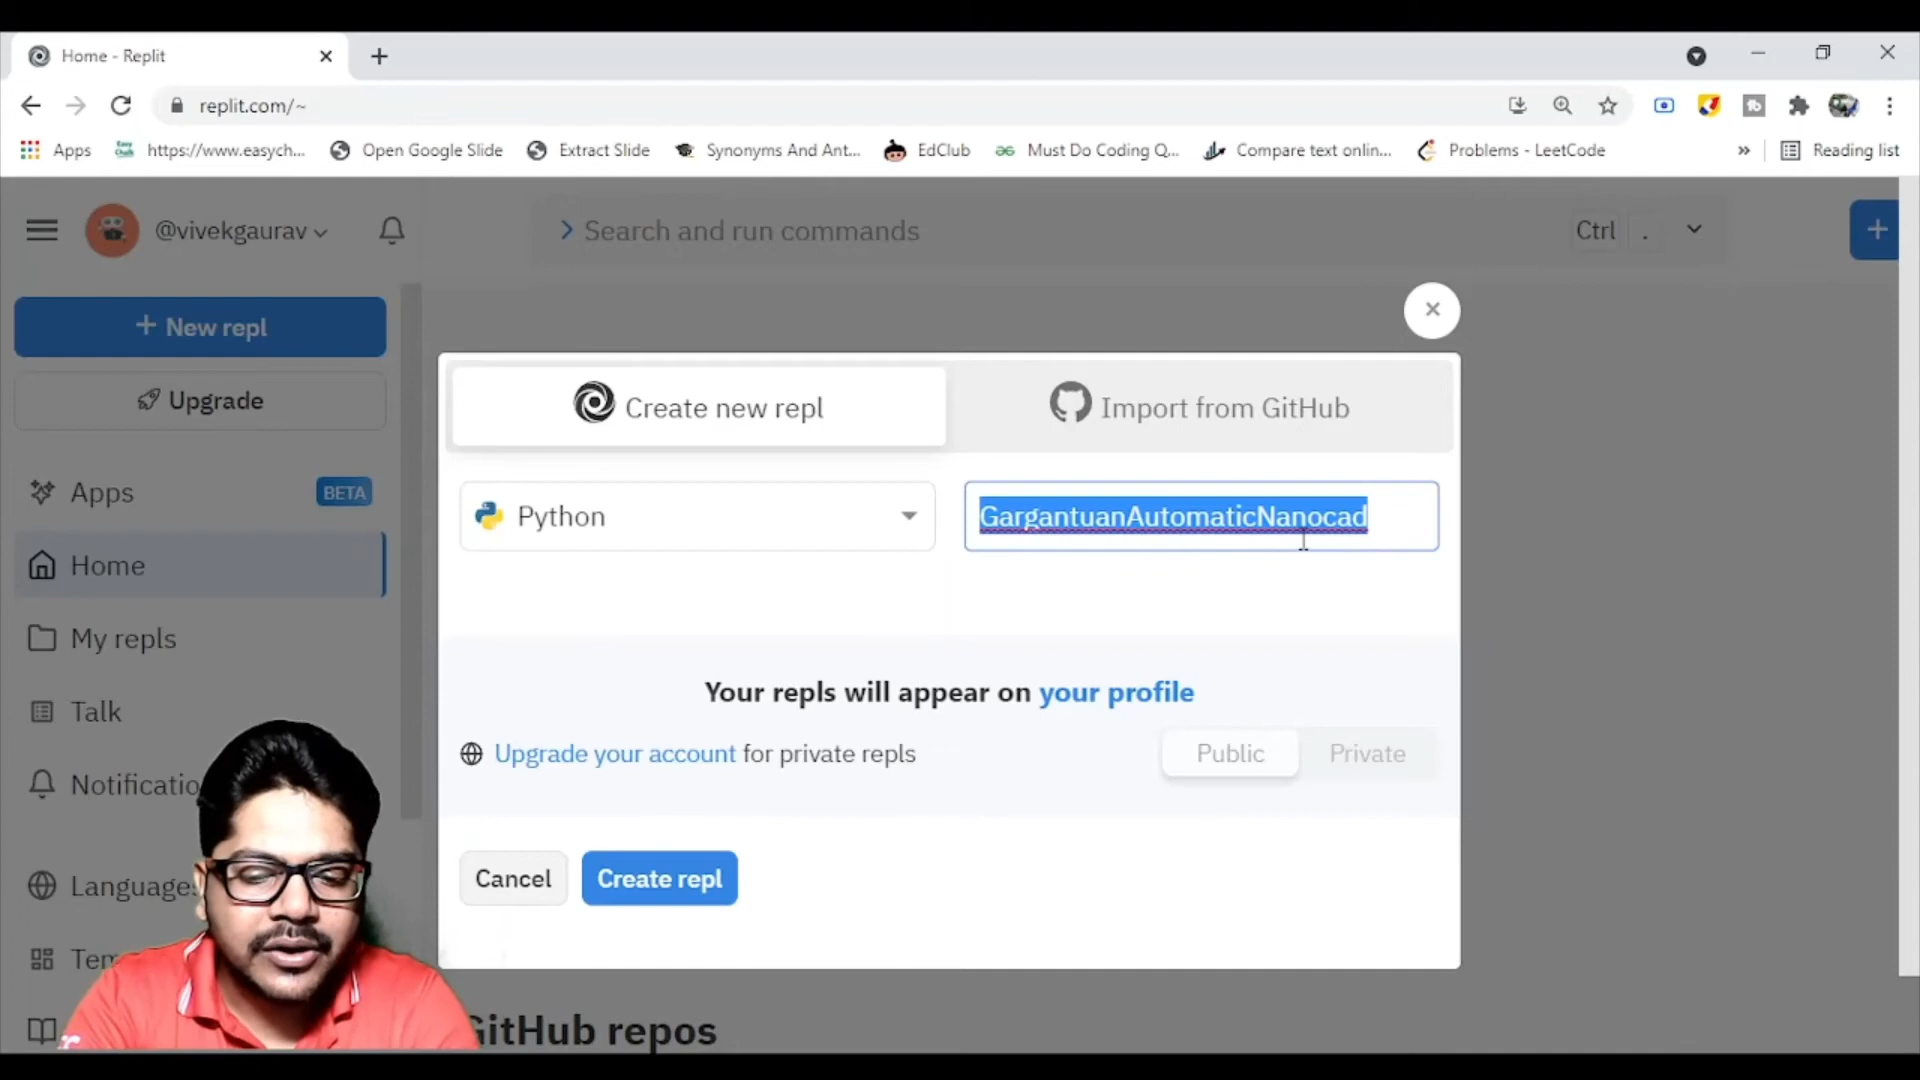 Home - Replit
replit.com/~
Apps https://www.easych... Open Google Slide Extract Slide Synonyms And Ant... EdClub Must Do Coding Q... Compare text onlin... Problems - LeetCode » Reading list
@vivekgaurav
Search and run commands
Ctrl .
+ New repl
Upgrade
Apps BETA
Home
My repls
Talk
Languages
Create new repl
Import from GitHub
Python
GargantuanAutomaticNanocad
Your repls will appear on your profile
Upgrade your account for private repls
Public Private
Cancel
Create repl
GitHub repos